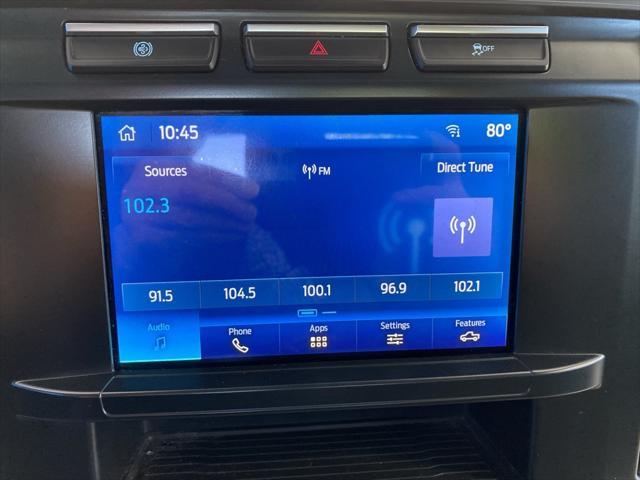 OFF
10:45
80°
Sources
FM
Direct Tune
102.3
91.5 104.5 100.1 96.9 102.1
Audio
Phone
Apps
Settings
Features